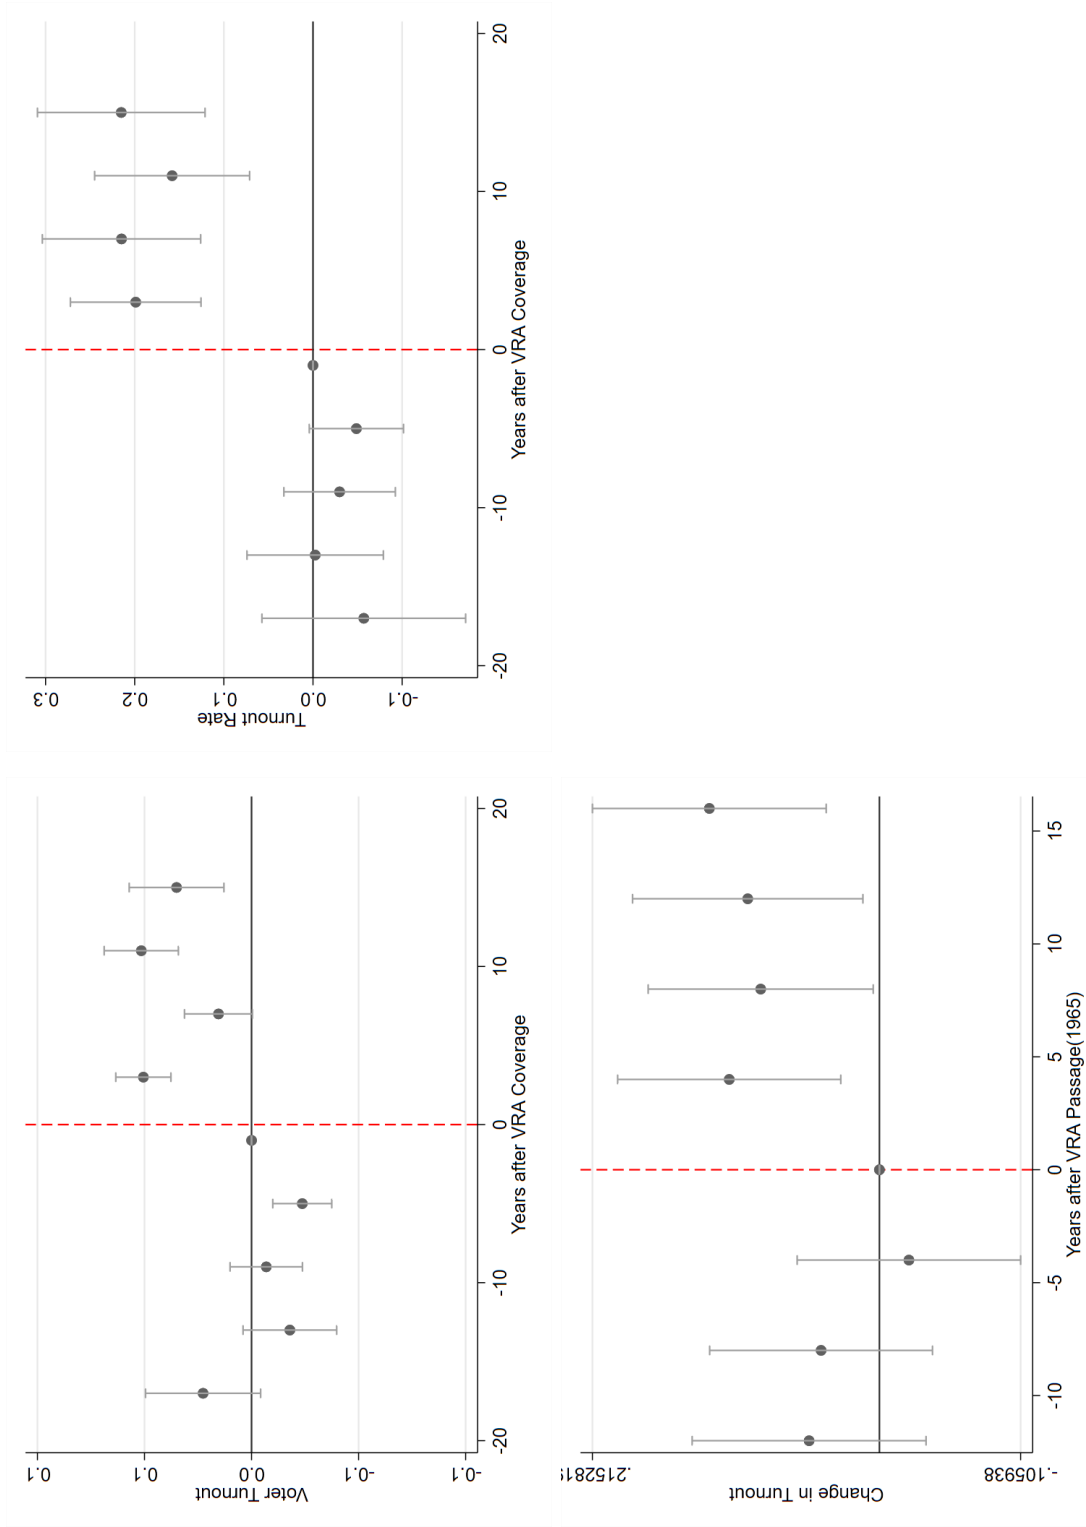 Voter Turnout
0.1
0.1
0.0
-0.1
-0.1
-20 -10 0 10 20
Years after VRA Coverage
Turnout Rate
0.3
0.2
0.1
0.0
-0.1
-20 -10 0 10 20
Years after VRA Coverage
Change in Turnout
-.105938
-10 -5 0 5 10 15
Years after VRA Passage(1965)